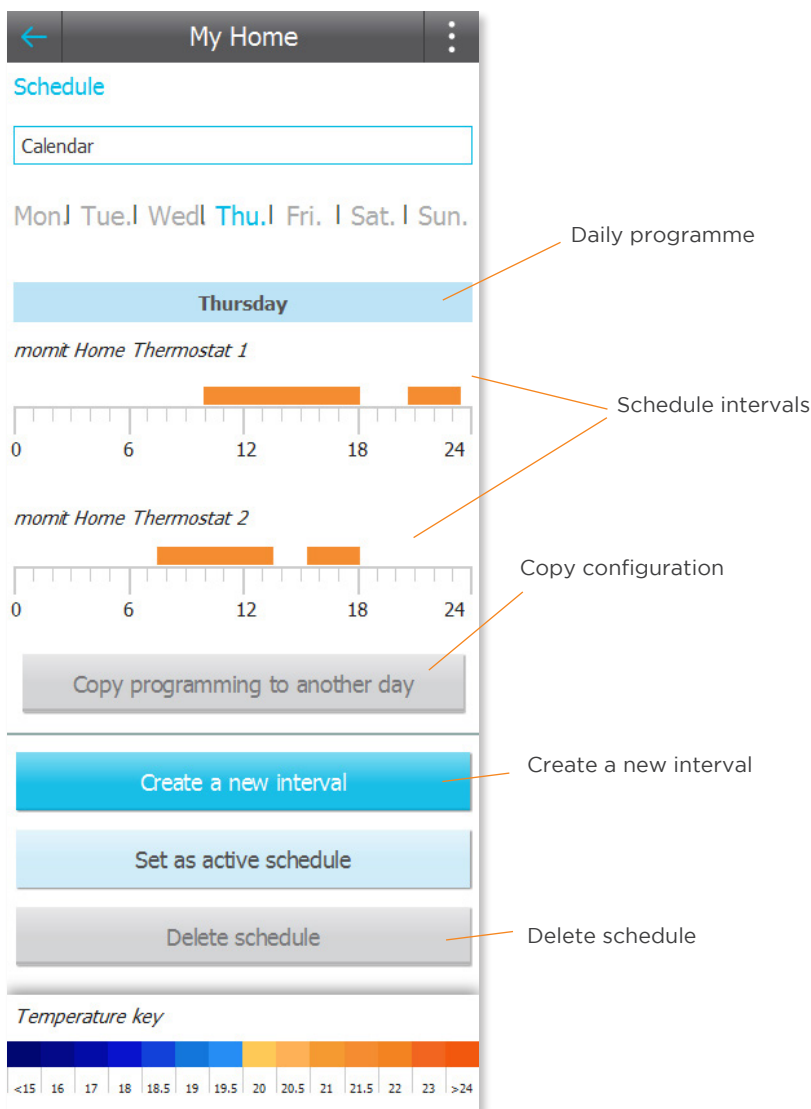 My Home
Schedule
Calendar
Mon. Tue. Wed. Thu. Fri. Sat. Sun.
Daily programme
Thursday
momit Home Thermostat 1
Schedule intervals
0 6 12 18 24
momit Home Thermostat 2
Copy configuration
0 6 12 18 24
Copy programming to another day
Create a new interval
Create a new interval
Set as active schedule
Delete schedule
Delete schedule
Temperature key
<15 16 17 18 18.5 19 19.5 20 20.5 21 21.5 22 23 >24